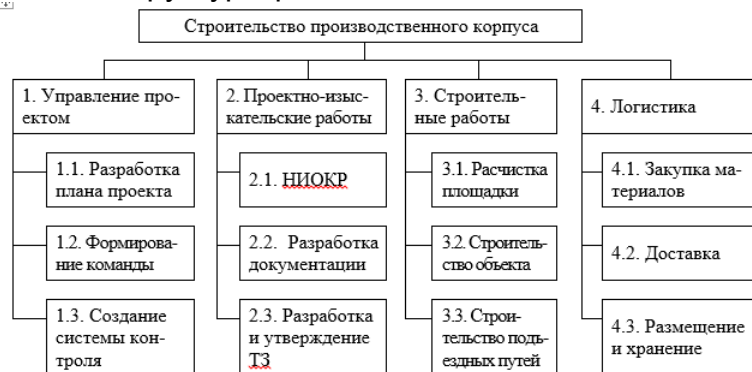 Строительство производственного корпуса
1. Управление про-
ектом
2. Проектно-изыс-
кательские работы
3. Строитель-
ные работы
4. Логистика
1.1. Разработка
плана проекта
2.1. НИОКР
3.1. Расчистка
площадки
4.1. Закупка ма-
териалов
1.2. Формирова-
ние команды
2.2. Разработка
документации
3.2. Строитель-
ство объекта
4.2. Доставка
1.3. Создание
системы кон-
троля
2.3. Разработка
и утверждение
ТЗ
3.3. Строи-
тельство подъ-
ездных путей
4.3. Размещение
и хранение